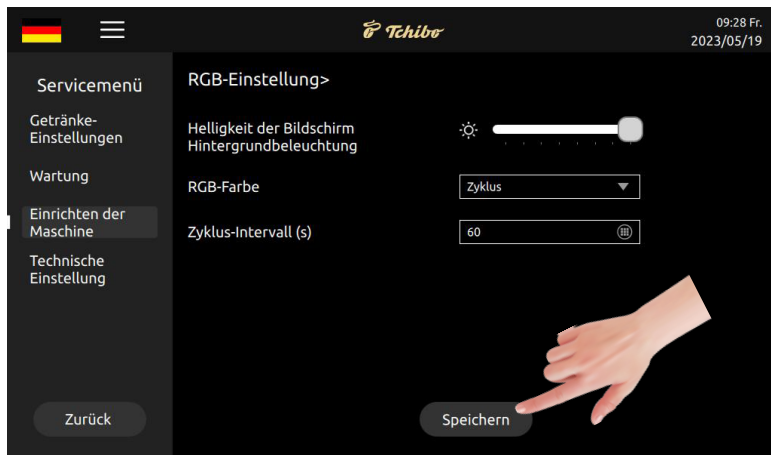 Tchibo
09:28 Fr.
2023/05/19
Servicemenü
Getränke-
Einstellungen
Wartung
Einrichten der
Maschine
Technische
Einstellung
Zurück
RGB-Einstellung>
Helligkeit der Bildschirm
Hintergrundbeleuchtung
RGB-Farbe
Zyklus
Zyklus-Intervall (s)
60
Speichern